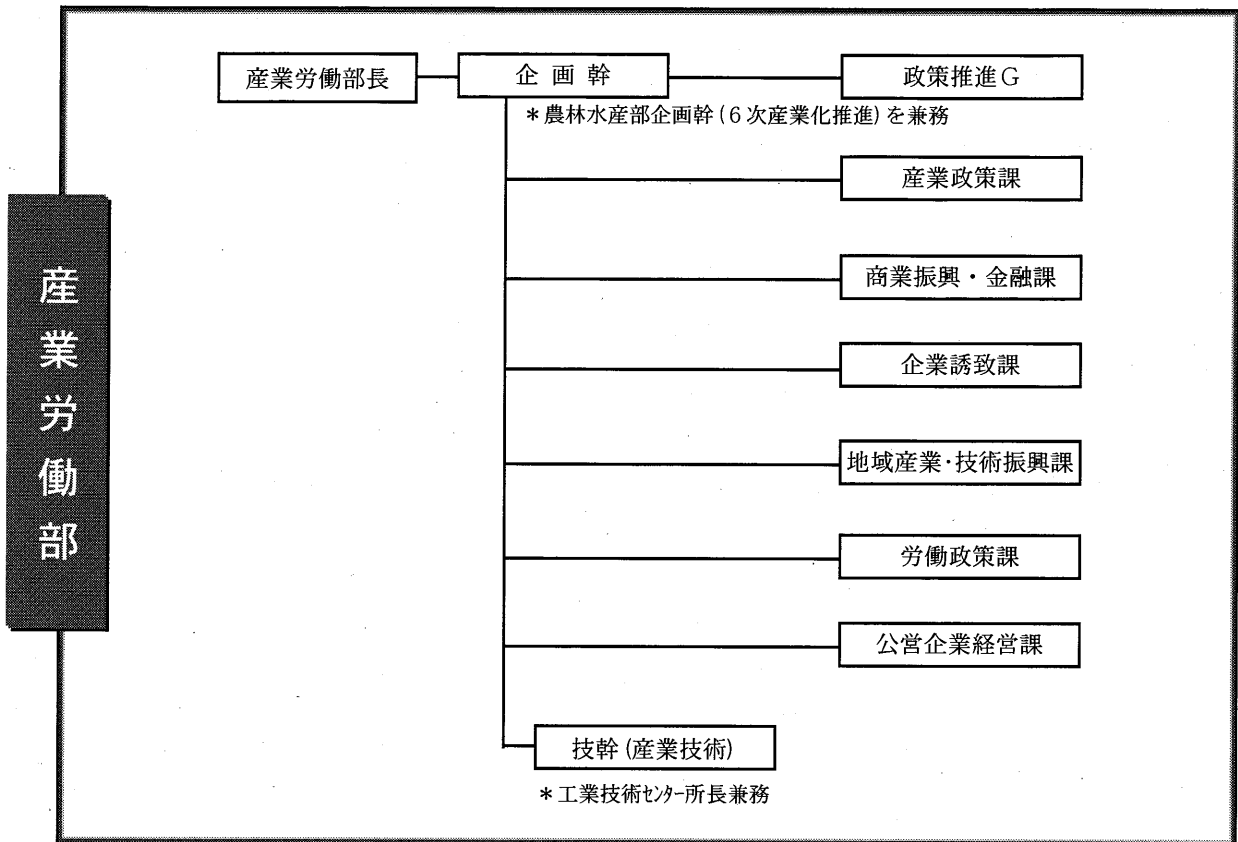 産業労働部
産業労働部長
企画幹
政策推進G
＊農林水産部企画幹(6次産業化推進)を兼務
産業政策課
商業振興・金融課
企業誘致課
地域産業・技術振興課
労働政策課
公営企業経営課
技幹(産業技術)
＊工業技術ｾﾝﾀｰ所長兼務